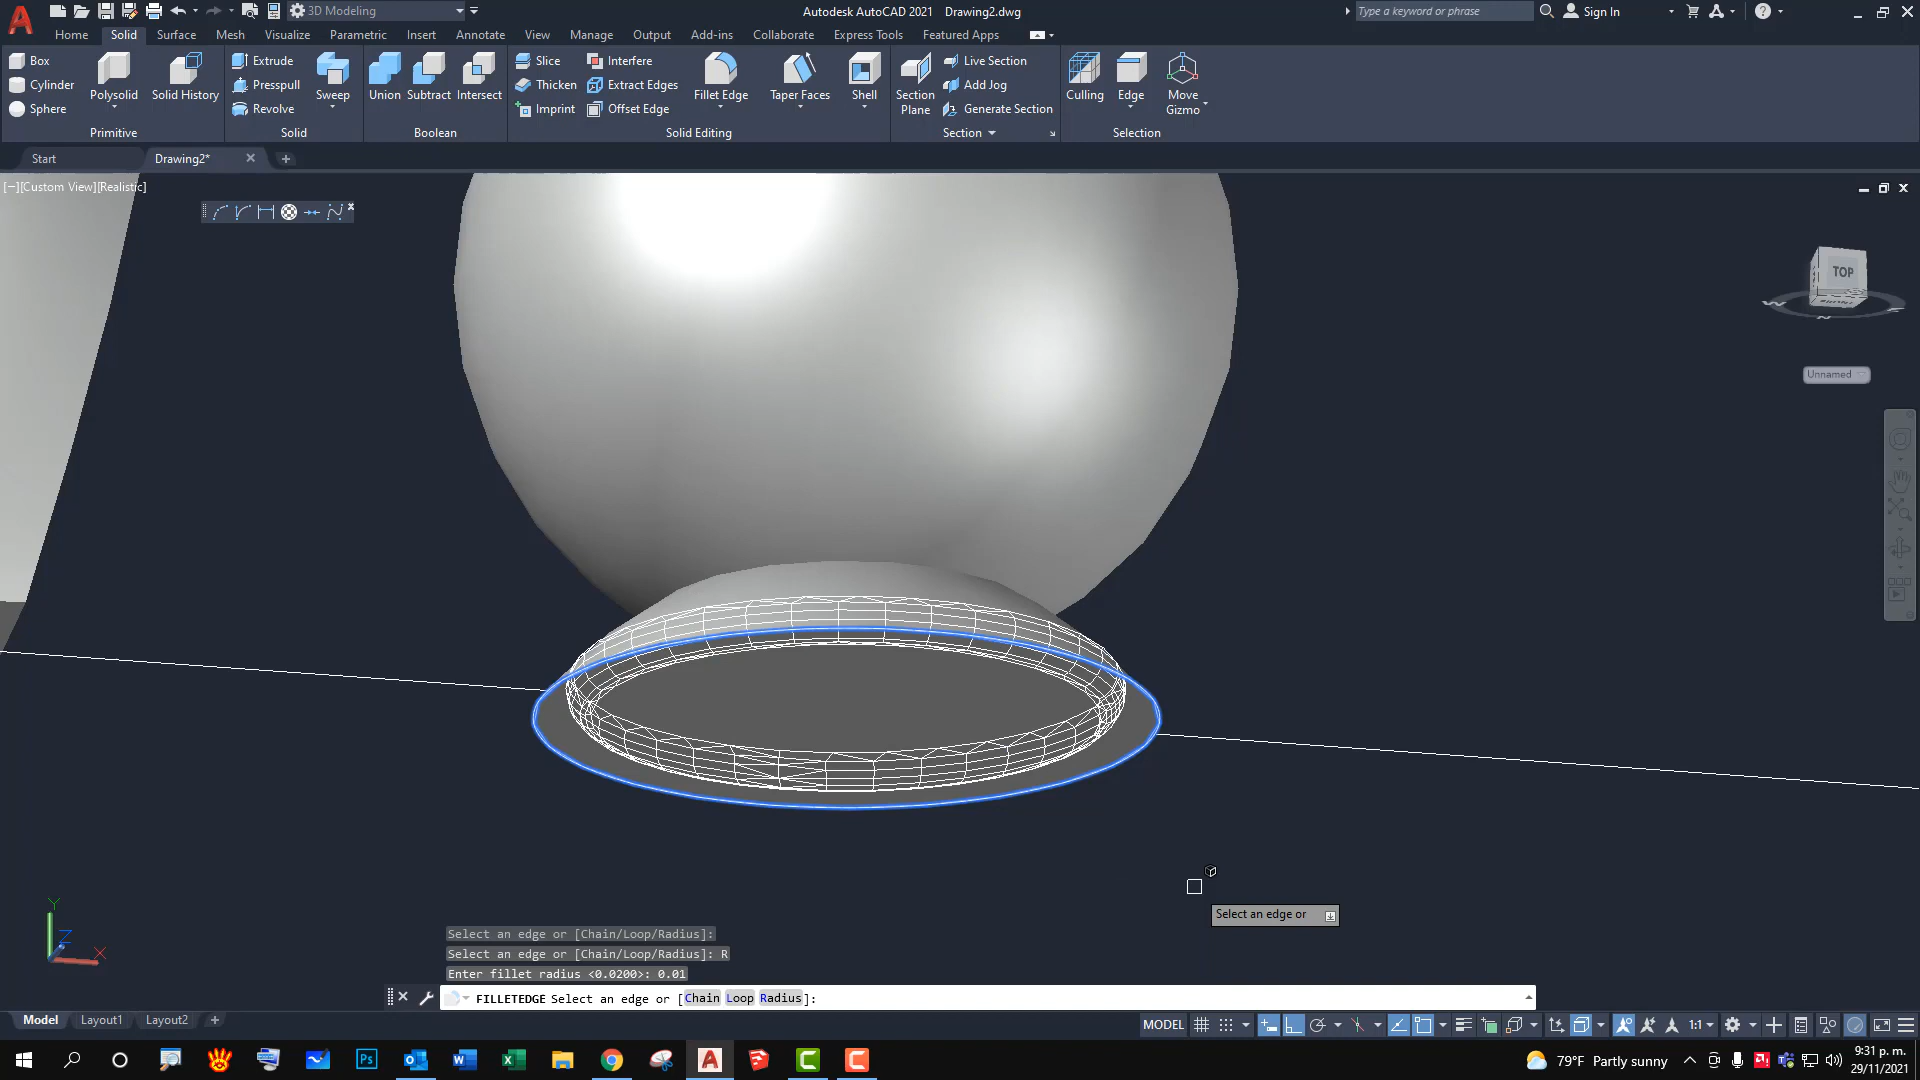 3D Modeling
Autodesk AutoCAD 2021 Drawing2.dwg
Type a keyword or phrase
Sign In
Home Solid Surface Mesh Visualize Parametric Insert Annotate View Manage Output Add-ins Collaborate Express Tools Featured Apps
Box
Cylinder
Sphere
Polysolid
Solid History
Primitive
Extrude
Presspull
Revolve
Sweep
Solid
Union
Subtract
Intersect
Boolean
Slice
Thicken
Imprint
Interfere
Extract Edges
Offset Edge
Fillet Edge
Taper Faces
Shell
Solid Editing
Section
Plane
Live Section
Add Jog
Generate Section
Section
Culling
Edge
Move
Gizmo
Selection
Start
Drawing2*
[−][Custom View][Realistic]
TOP
W
Unnamed
Select an edge or
Y
Z
X
Select an edge or [Chain/Loop/Radius]:
Select an edge or [Chain/Loop/Radius]: R
Enter fillet radius <0.0200>: 0.01
FILLETEDGE Select an edge or [Chain Loop Radius]:
Model Layout1 Layout2
MODEL
1:1
79°F Partly sunny
9:31 p. m.
29/11/2021